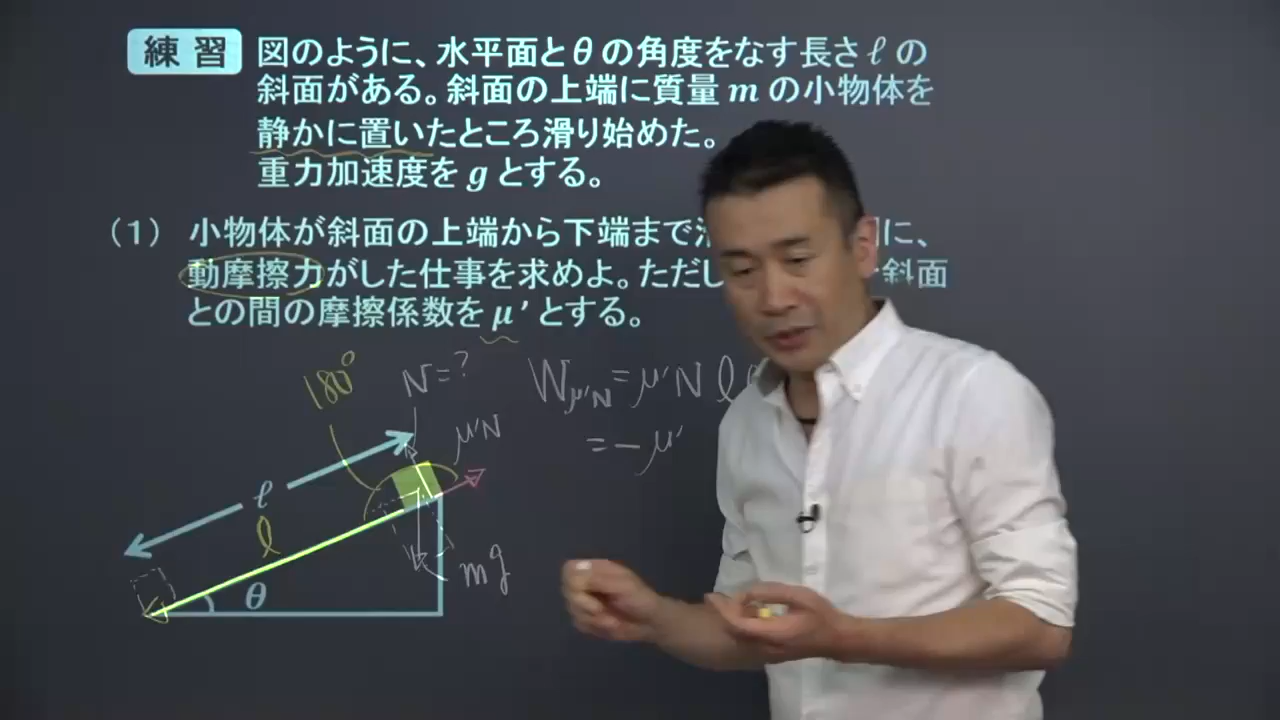 練習 図のように、水平面とθの角度をなす長さℓの
斜面がある。斜面の上端に質量 m の小物体を
静かに置いたところ滑り始めた。
重力加速度を g とする。
（1） 小物体が斜面の上端から下端まで に、
動摩擦力がした仕事を求めよ。ただし 斜面
との間の摩擦係数を μ′ とする。
180° N=? Wμ'N=μ'N l
μ'N =-μ'
ℓ
l
θ mg